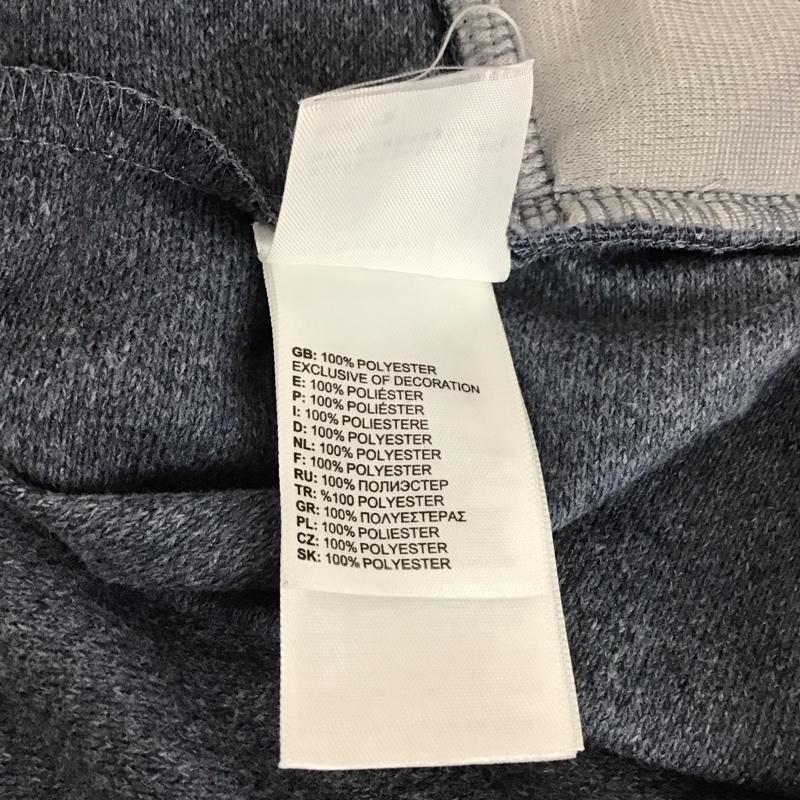 GB: 100% POLYESTER
EXCLUSIVE OF DECORATION
E: 100% POLIÉSTER
P: 100% POLIÉSTER
I: 100% POLIESTERE
D: 100% POLYESTER
NL: 100% POLYESTER
F: 100% POLYESTER
RU: 100% ПОЛИЭСТЕР
TR: %100 POLYESTER
GR: 100% ΠΟΛΥΕΣΤΕΡΑΣ
PL: 100% POLIESTER
CZ: 100% POLYESTER
SK: 100% POLYESTER